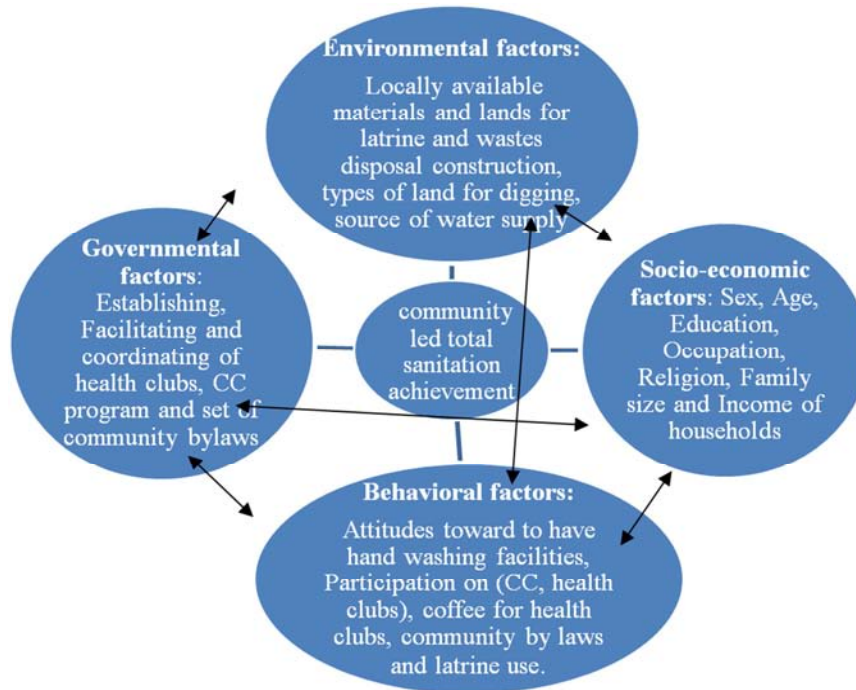 Environmental factors:
Locally available
materials and lands for
latrine and wastes
disposal construction,
types of land for digging,
source of water supply
Governmental
factors:
Establishing,
Facilitating and
coordinating of
health clubs, CC
program and set of
community bylaws
community
led total
sanitation
achievement
Socio-economic
factors: Sex, Age,
Education,
Occupation,
Religion, Family
size and Income of
households
Behavioral factors:
Attitudes toward to have
hand washing facilities,
Participation on (CC, health
clubs), coffee for health
clubs, community by laws
and latrine use.